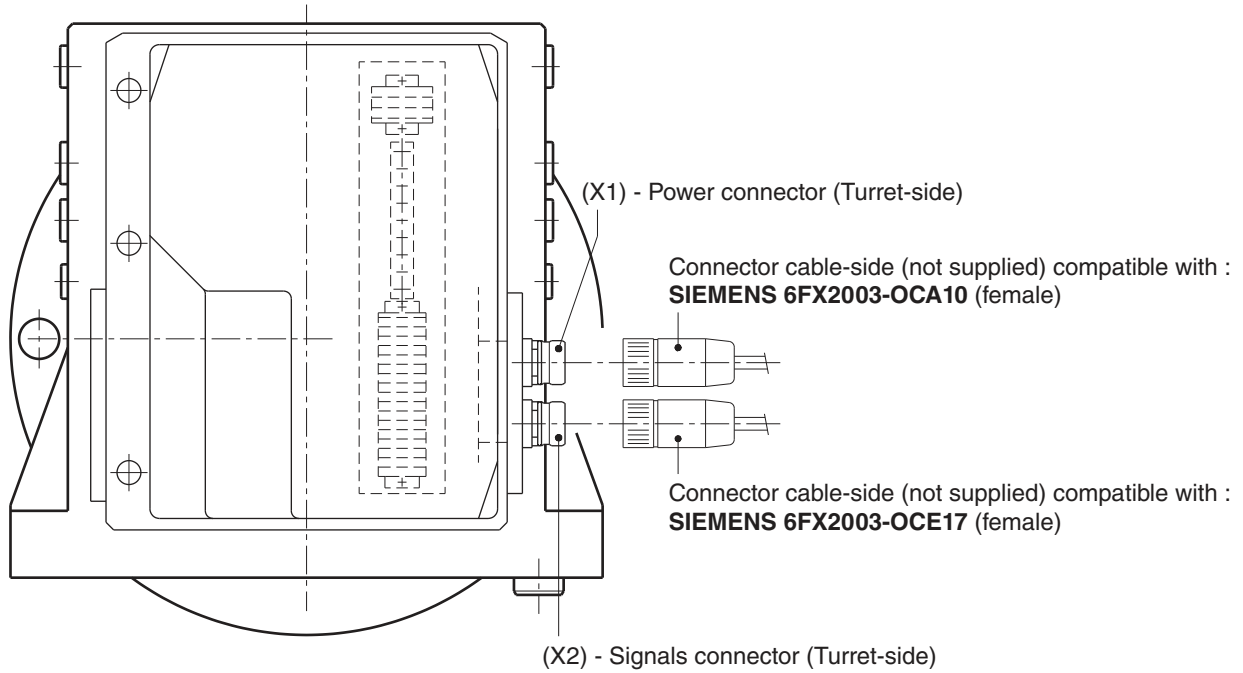 (X1) - Power connector (Turret-side)
Connector cable-side (not supplied) compatible with :
SIEMENS 6FX2003-OCA10 (female)
Connector cable-side (not supplied) compatible with :
SIEMENS 6FX2003-OCE17 (female)
(X2) - Signals connector (Turret-side)